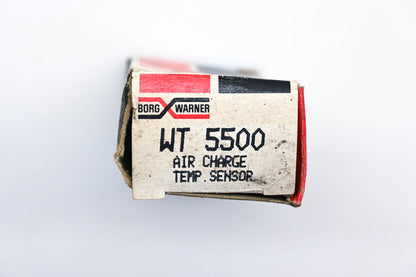 BORG WARNER
WT 5500
AIR CHARGE
TEMP. SENSOR